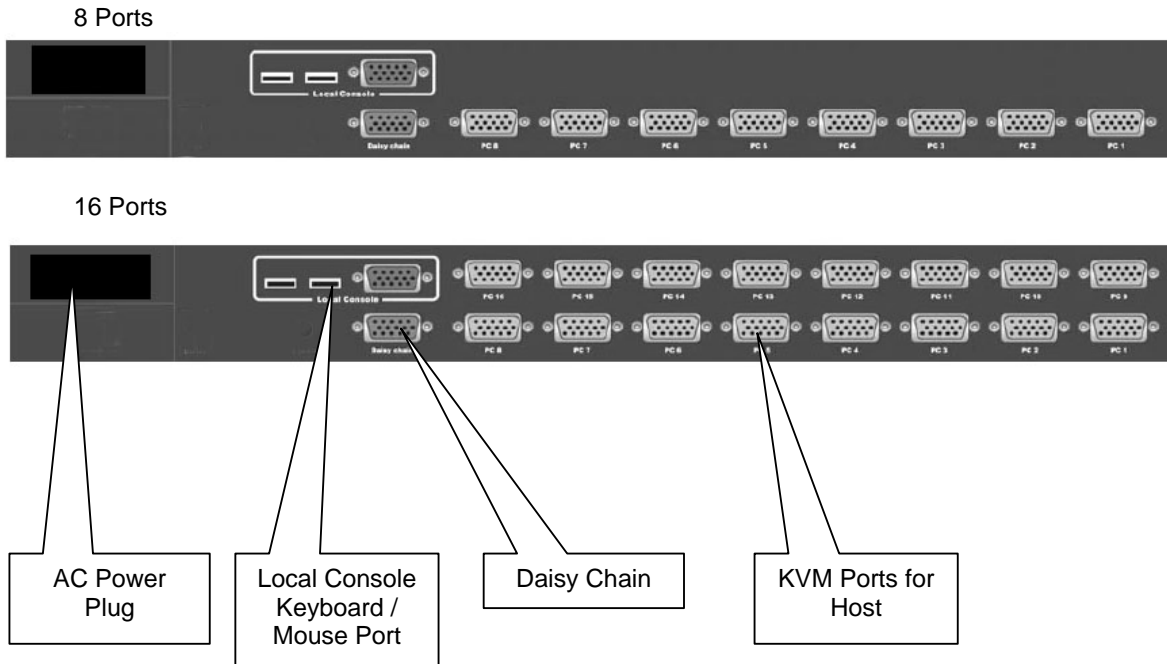 8 Ports
Local Console
Daisy chain PC 8 PC 7 PC 6 PC 5 PC 4 PC 3 PC 2 PC 1
16 Ports
PC 16 PC 15 PC 14 PC 13 PC 12 PC 11 PC 10 PC 9
Local Console
Daisy chain PC 8 PC 7 PC 6 PC 4 PC 3 PC 2 PC 1
AC Power
Plug
Local Console
Keyboard /
Mouse Port
Daisy Chain
KVM Ports for
Host